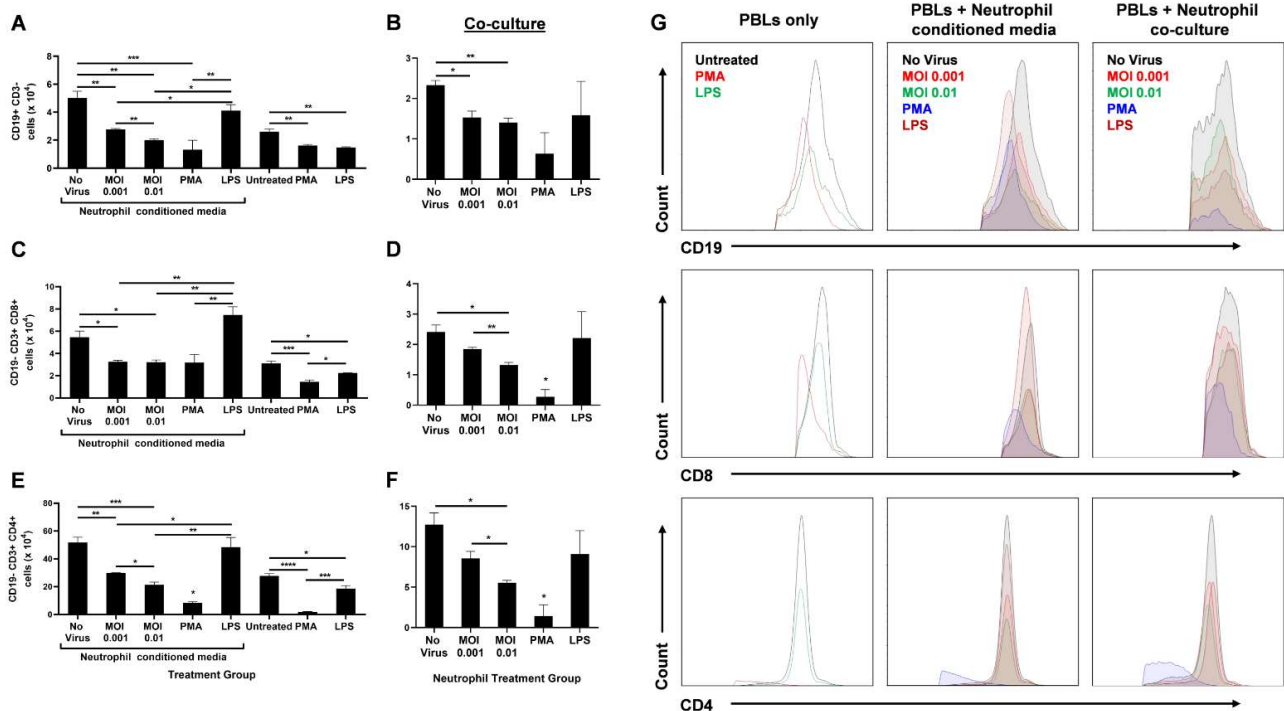 A
CD19+ CD3-
cells (x 10⁴)
6
4
2
0
***
**
**
**
*
*
**
**
**
No
Virus
MOI
0.001
MOI
0.01
PMA
LPS
Untreated
PMA
LPS
Neutrophil conditioned media
B
Co-culture
3
2
1
0
**
*
No
Virus
MOI
0.001
MOI
0.01
PMA
LPS
C
CD19- CD3+ CD8+
cells (x 10⁴)
10
8
6
4
2
0
**
**
**
*
*
*
***
*
No
Virus
MOI
0.001
MOI
0.01
PMA
LPS
Untreated
PMA
LPS
Neutrophil conditioned media
D
4
3
2
1
0
*
**
*
No
Virus
MOI
0.001
MOI
0.01
PMA
LPS
E
CD19- CD3+ CD4+
cells (x 10⁴)
80
60
40
20
0
***
**
*
**
*
*
*
****
***
No
Virus
MOI
0.001
MOI
0.01
PMA
LPS
Untreated
PMA
LPS
Neutrophil conditioned media
Treatment Group
F
15
10
5
0
*
*
*
No
Virus
MOI
0.001
MOI
0.01
PMA
LPS
Neutrophil Treatment Group
G
PBLs only
PBLs + Neutrophil
conditioned media
PBLs + Neutrophil
co-culture
Untreated
PMA
LPS
No Virus
MOI 0.001
MOI 0.01
PMA
LPS
No Virus
MOI 0.001
MOI 0.01
PMA
LPS
Count
CD19
Count
CD8
Count
CD4